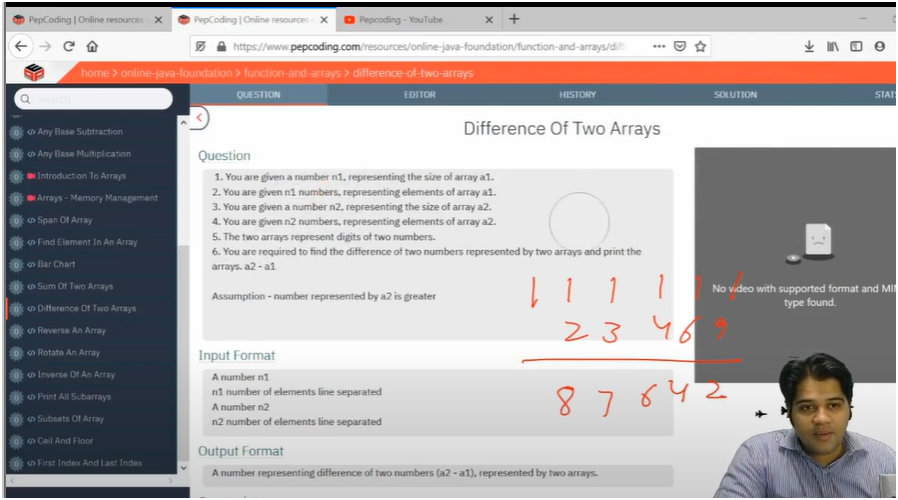 PepCoding | Online resources
PepCoding | Online resources
Pepcoding - YouTube
https://www.pepcoding.com/resources/online-java-foundation/function-and-arrays/diff
home > online-java-foundation > function-and-arrays > difference-of-two-arrays
QUESTION
EDITOR
HISTORY
SOLUTION
STAT
Any Base Subtraction
Any Base Multiplication
Introduction To Arrays
Arrays - Memory Management
Span Of Array
Find Element In An Array
Bar Chart
Sum Of Two Arrays
Difference Of Two Arrays
Reverse An Array
Rotate An Array
Inverse Of An Array
Print All Subarrays
Subsets Of Array
Ceil And Floor
First Index And Last Index
Difference Of Two Arrays
Question
1. You are given a number n1, representing the size of array a1.
2. You are given n1 numbers, representing elements of array a1.
3. You are given a number n2, representing the size of array a2.
4. You are given n2 numbers, representing elements of array a2.
5. The two arrays represent digits of two numbers.
6. You are required to find the difference of two numbers represented by two arrays and print the
arrays. a2 - a1
Assumption - number represented by a2 is greater
No video with supported format and MI
type found.
1 1 1 1 1 1
2 3 4 6 9
8 7 6 4 2
Input Format
A number n1
n1 number of elements line separated
A number n2
n2 number of elements line separated
Output Format
A number representing difference of two numbers (a2 - a1), represented by two arrays.